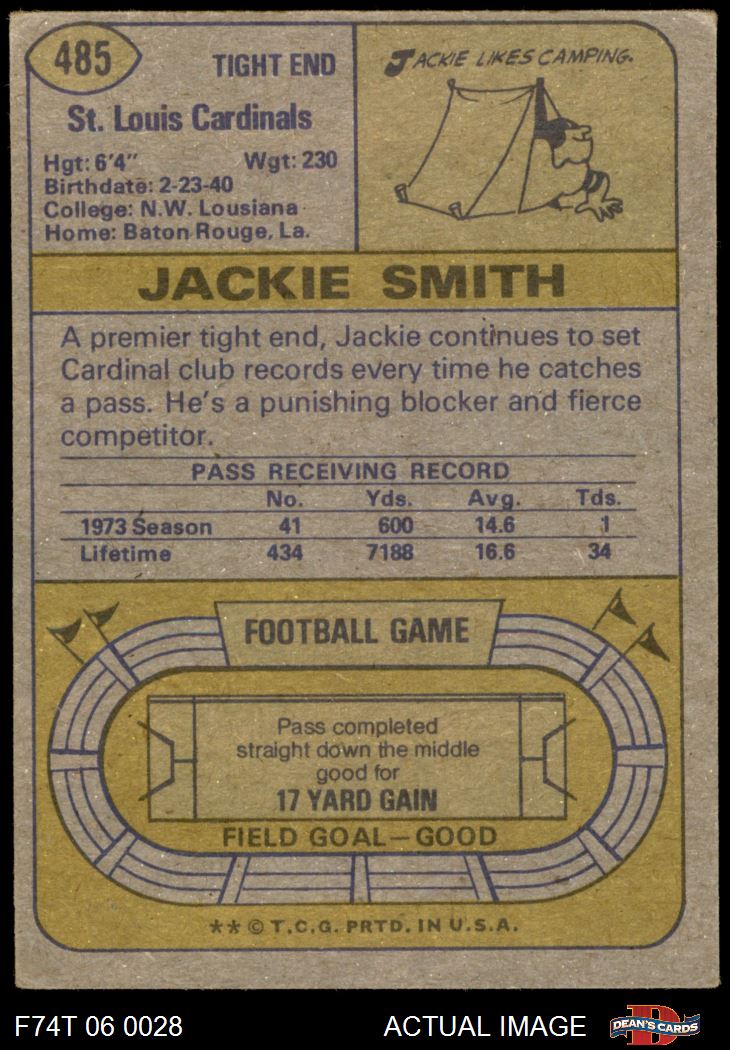 485
TIGHT END
St. Louis Cardinals
Hgt: 6'4" Wgt: 230
Birthdate: 2-23-40
College: N.W. Lousiana
Home: Baton Rouge, La.
JACKIE LIKES CAMPING.
JACKIE SMITH
A premier tight end, Jackie continues to set
Cardinal club records every time he catches
a pass. He's a punishing blocker and fierce
competitor.
PASS RECEIVING RECORD
No. Yds. Avg. Tds.
1973 Season 41 600 14.6 1
Lifetime 434 7188 16.6 34
FOOTBALL GAME
Pass completed
straight down the middle
good for
17 YARD GAIN
FIELD GOAL—GOOD
** © T.C.G. PRTD. IN U.S.A.
F74T 06 0028 ACTUAL IMAGE
D
DEAN'S CARDS